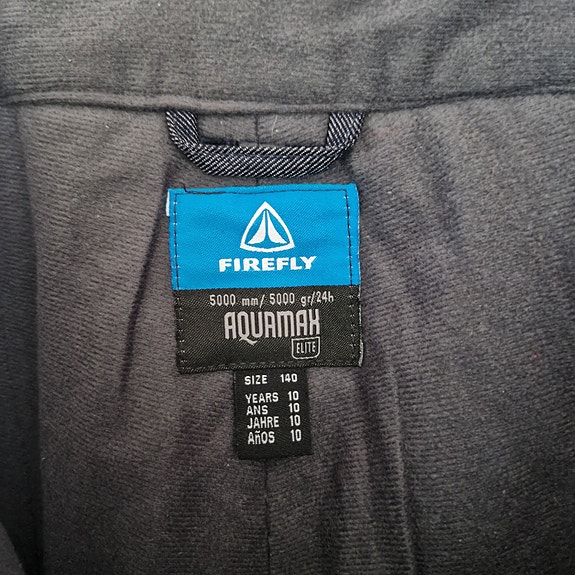 FIREFLY
5000 mm/ 5000 gr/24h
AQUAMAX
ELITE
SIZE 140
YEARS 10
ANS 10
JAHRE 10
AñOS 10